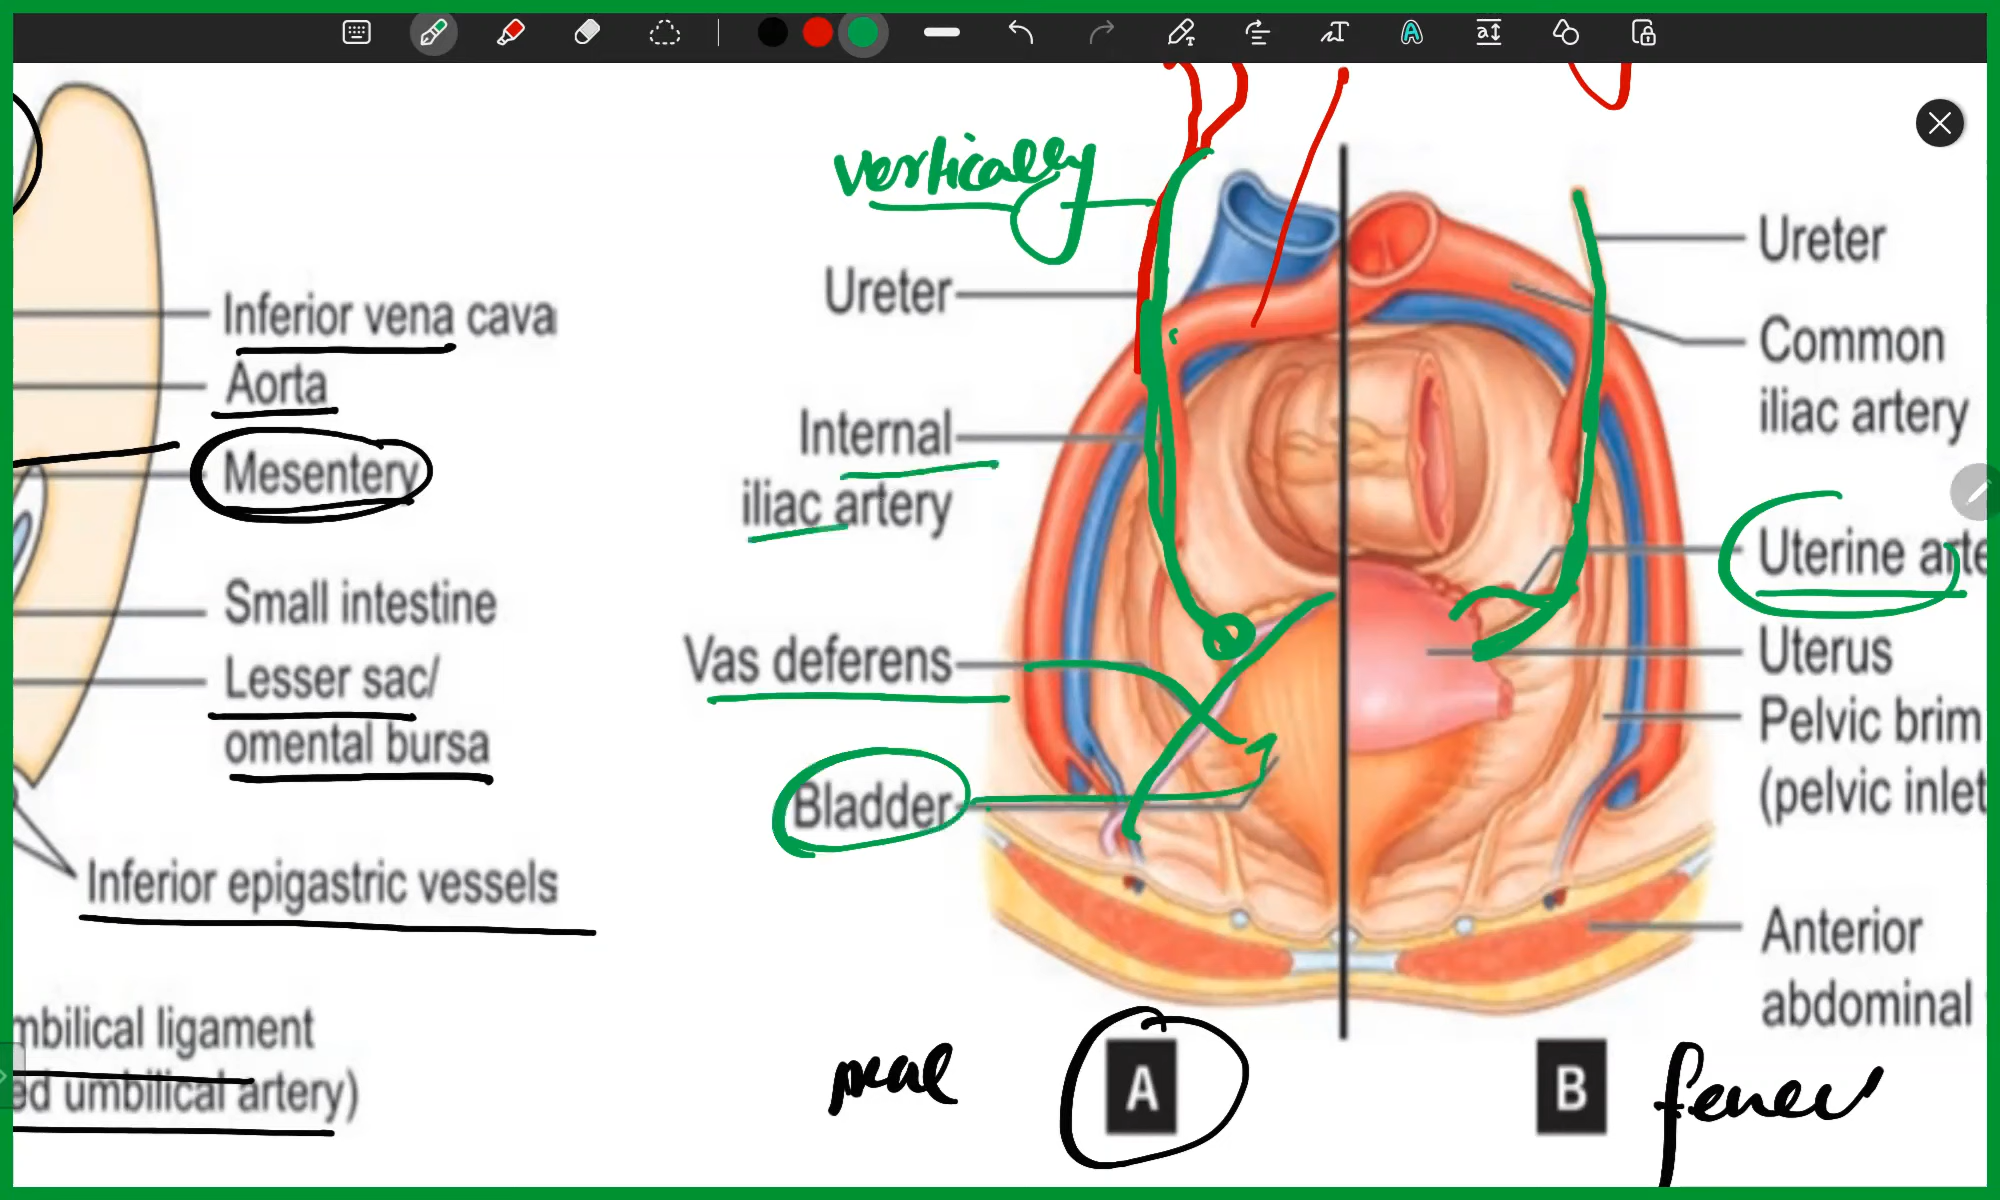 Inferior vena cava
Aorta
Mesentery
Small intestine
Lesser sac/
omental bursa
Inferior epigastric vessels
mbilical ligament
ed umbilical artery)
vertically
Ureter
Internal
iliac artery
Vas deferens
Bladder
Ureter
Common
iliac artery
Uterine arte
Uterus
Pelvic brim
(pelvic inlet
Anterior
abdominal
A
B